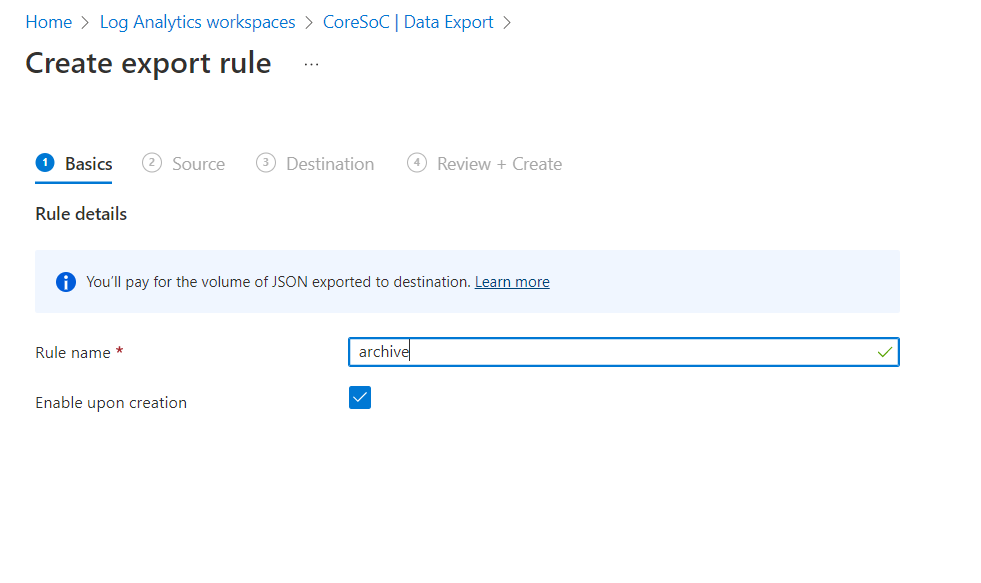 Home > Log Analytics workspaces > CoreSoC | Data Export >
Create export rule ...
1 Basics 2 Source 3 Destination 4 Review + Create
Rule details
You'll pay for the volume of JSON exported to destination. Learn more
Rule name * archive
Enable upon creation